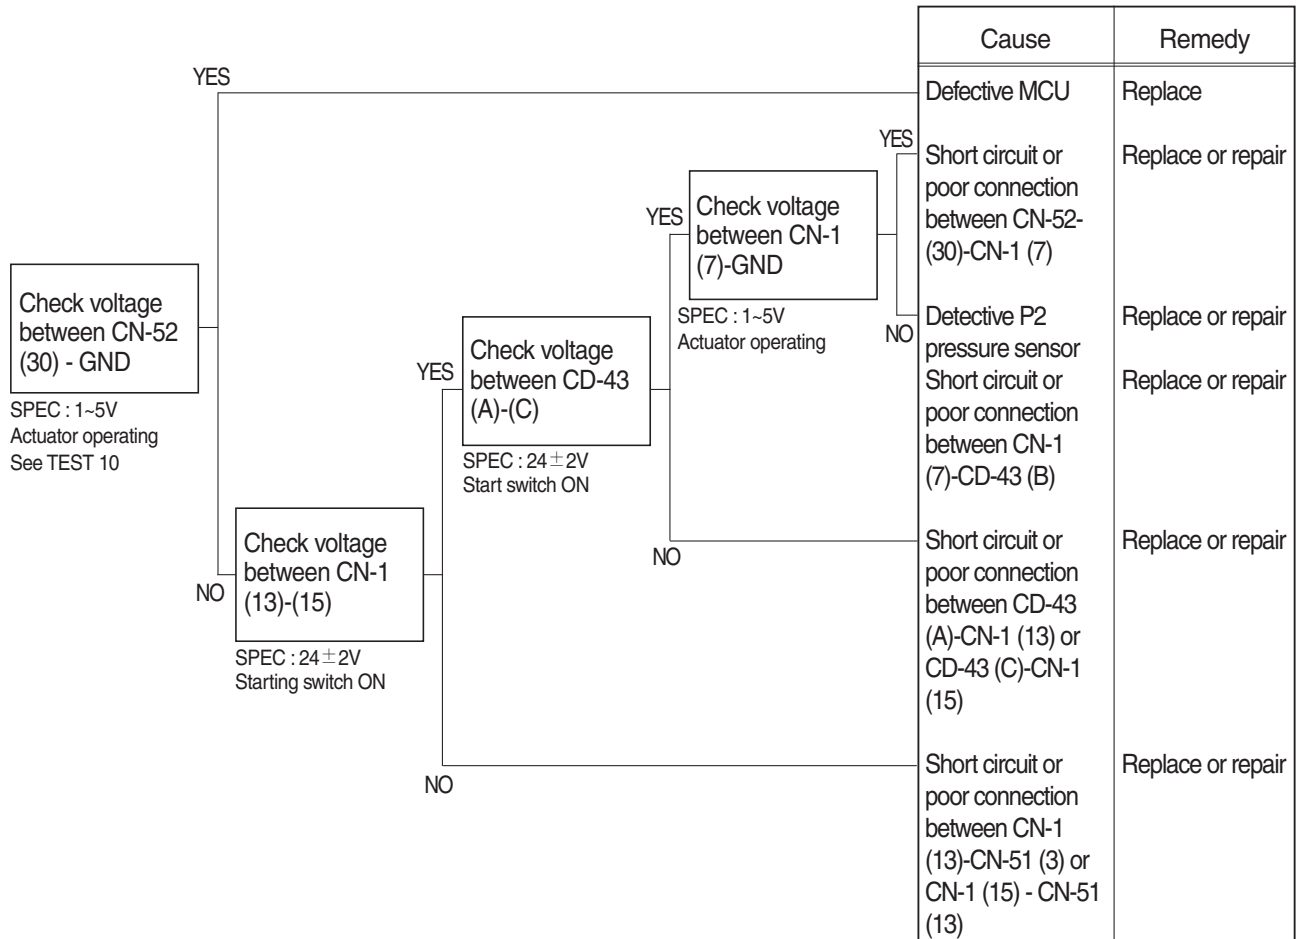 Cause
Remedy
YES
Defective MCU
Replace
YES
Short circuit or
poor connection
between CN-52-
(30)-CN-1 (7)
Replace or repair
YES
Check voltage
between CN-1
(7)-GND
SPEC : 1~5V
Actuator operating
NO
Detective P2
pressure sensor
Replace or repair
Short circuit or
poor connection
between CN-1
(7)-CD-43 (B)
Replace or repair
Check voltage
between CN-52
(30) - GND
SPEC : 1~5V
Actuator operating
See TEST 10
YES
Check voltage
between CD-43
(A)-(C)
SPEC : 24±2V
Start switch ON
NO
Short circuit or
poor connection
between CD-43
(A)-CN-1 (13) or
CD-43 (C)-CN-1
(15)
Replace or repair
NO
Check voltage
between CN-1
(13)-(15)
SPEC : 24±2V
Starting switch ON
NO
Short circuit or
poor connection
between CN-1
(13)-CN-51 (3) or
CN-1 (15) - CN-51
(13)
Replace or repair